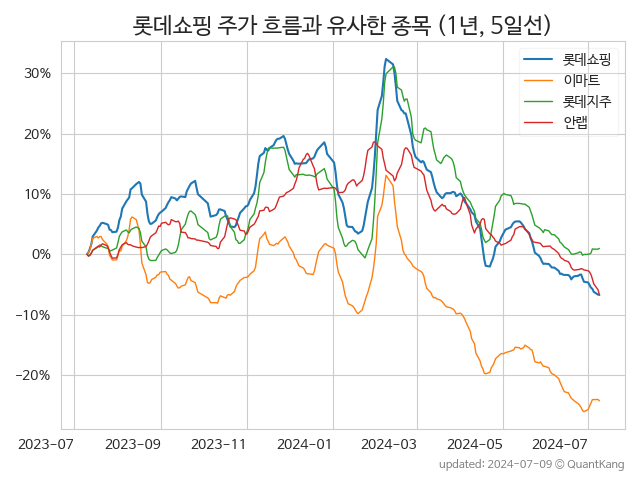 롯데쇼핑 주가 흐름과 유사한 종목 (1년, 5일선)
롯데쇼핑
이마트
롯데지주
안랩
30%
20%
10%
0%
−10%
−20%
2023-07 2023-09 2023-11 2024-01 2024-03 2024-05 2024-07
updated: 2024-07-09 © QuantKang